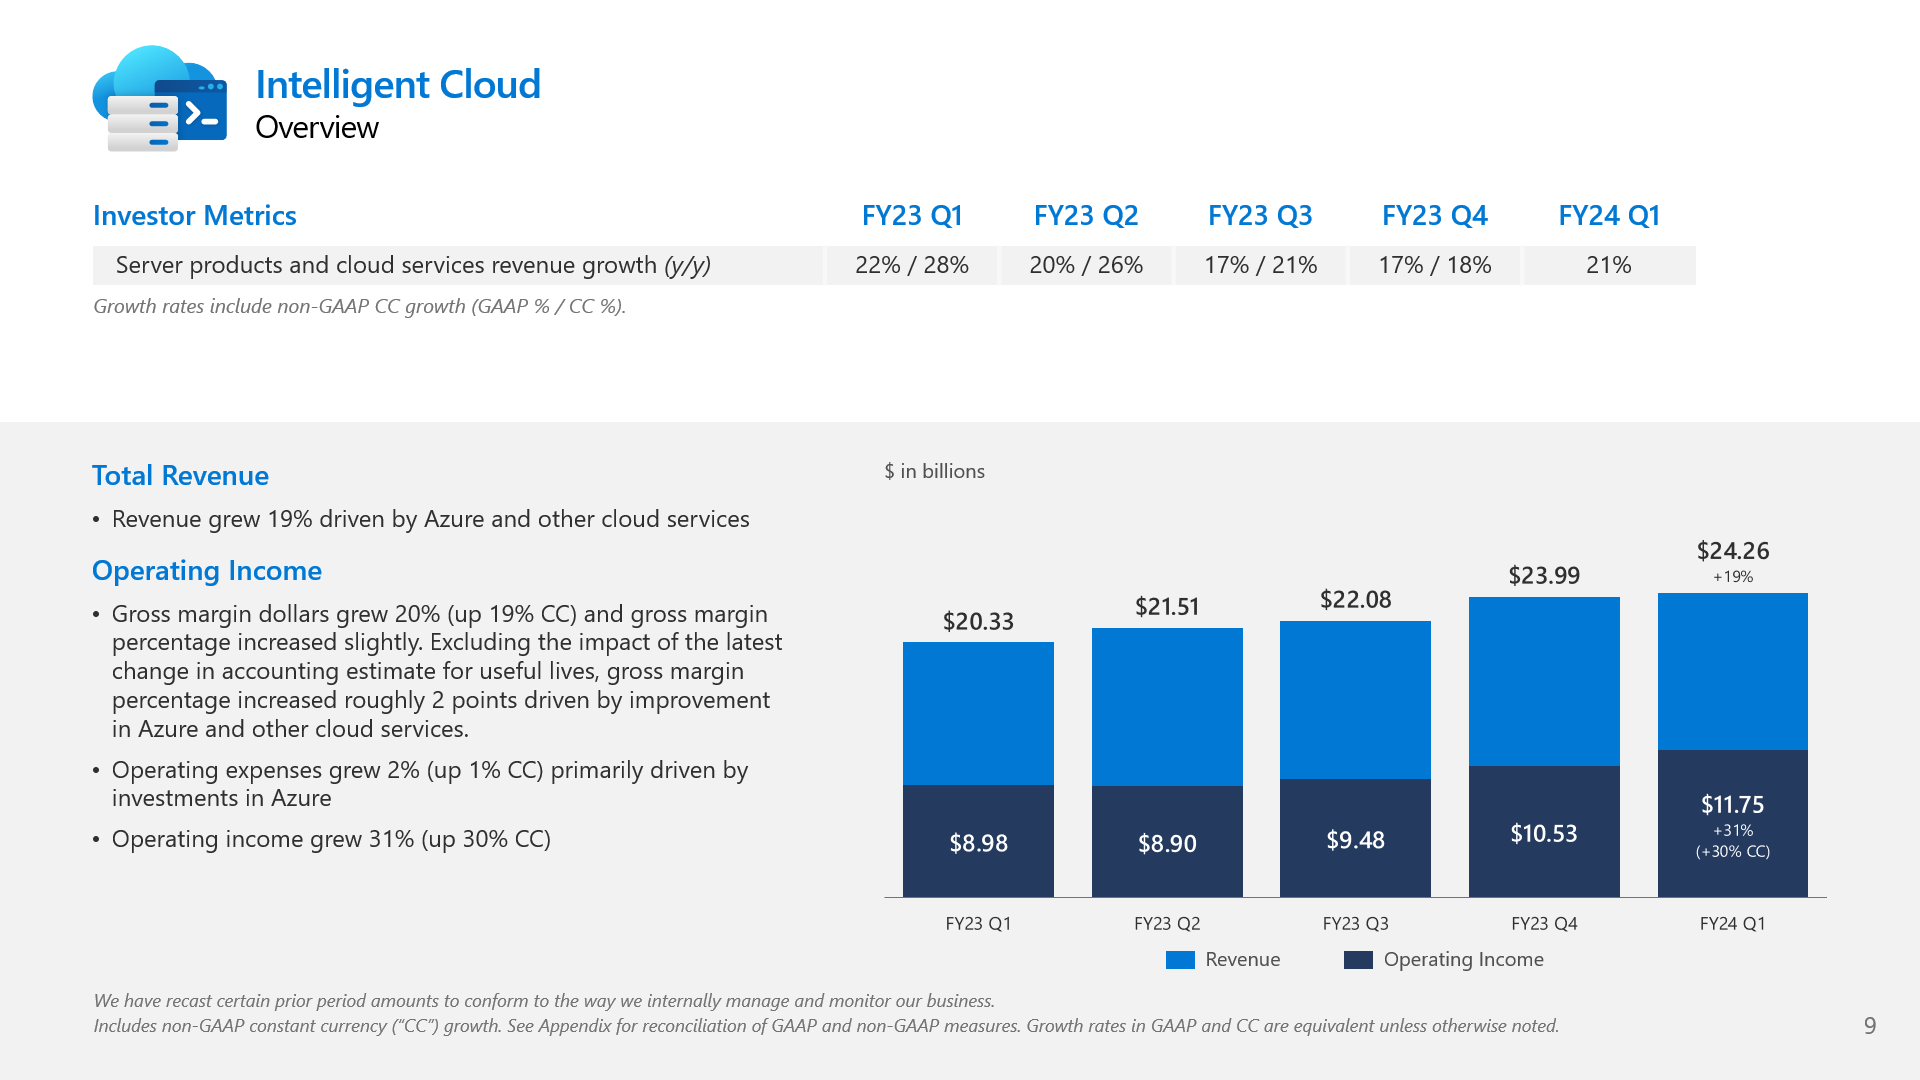 Intelligent Cloud
Overview
Investor Metrics FY23 Q1 FY23 Q2 FY23 Q3 FY23 Q4 FY24 Q1
Server products and cloud services revenue growth (y/y) 22% / 28% 20% / 26% 17% / 21% 17% / 18% 21%
Growth rates include non-GAAP CC growth (GAAP % / CC %).
Total Revenue
• Revenue grew 19% driven by Azure and other cloud services
Operating Income
• Gross margin dollars grew 20% (up 19% CC) and gross margin
percentage increased slightly. Excluding the impact of the latest
change in accounting estimate for useful lives, gross margin
percentage increased roughly 2 points driven by improvement
in Azure and other cloud services.
• Operating expenses grew 2% (up 1% CC) primarily driven by
investments in Azure
• Operating income grew 31% (up 30% CC)
$ in billions
$20.33 $21.51 $22.08 $23.99 $24.26
+19%
$8.98 $8.90 $9.48 $10.53 $11.75
+31%
(+30% CC)
FY23 Q1 FY23 Q2 FY23 Q3 FY23 Q4 FY24 Q1
Revenue Operating Income
We have recast certain prior period amounts to conform to the way we internally manage and monitor our business.
Includes non-GAAP constant currency (“CC”) growth. See Appendix for reconciliation of GAAP and non-GAAP measures. Growth rates in GAAP and CC are equivalent unless otherwise noted.
9